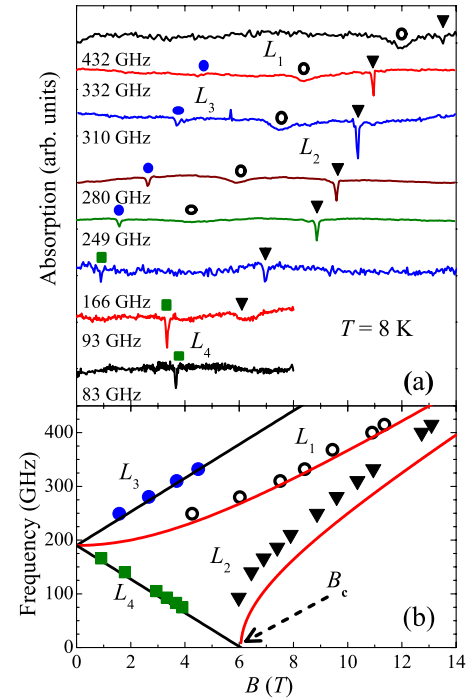 (a)
Absorption (arb. units)
432 GHz
L₁
332 GHz
L₃
310 GHz
L₂
280 GHz
249 GHz
166 GHz
93 GHz
T = 8 K
L₄
83 GHz
(b)
Frequency (GHz)
400
300
200
100
0
L₁
L₃
L₂
L₄
Bc
0 2 4 6 8 10 12 14
B (T)